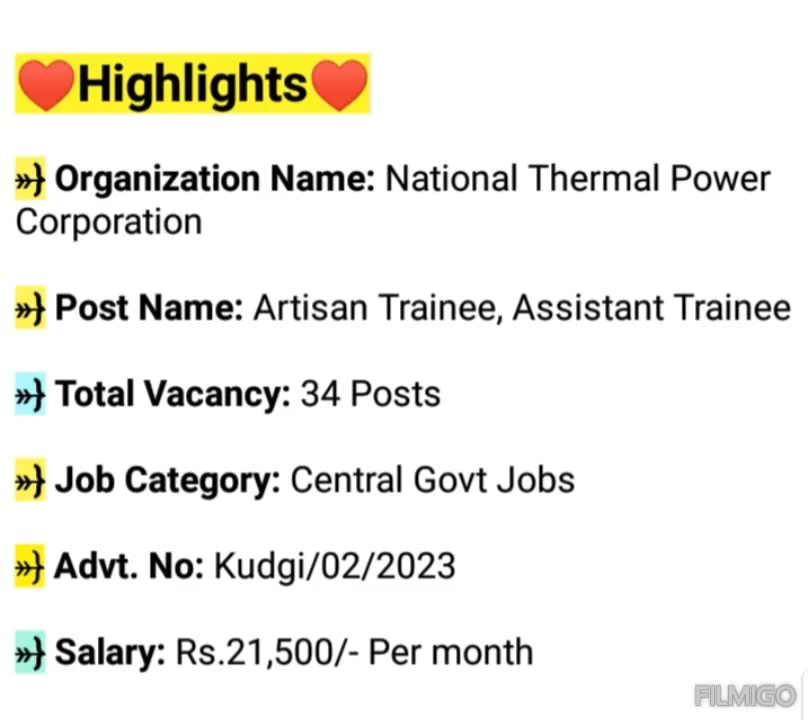 ❤️Highlights❤️
»} Organization Name: National Thermal Power
Corporation
»} Post Name: Artisan Trainee, Assistant Trainee
»} Total Vacancy: 34 Posts
»} Job Category: Central Govt Jobs
»} Advt. No: Kudgi/02/2023
»} Salary: Rs.21,500/- Per month
FILMIGO